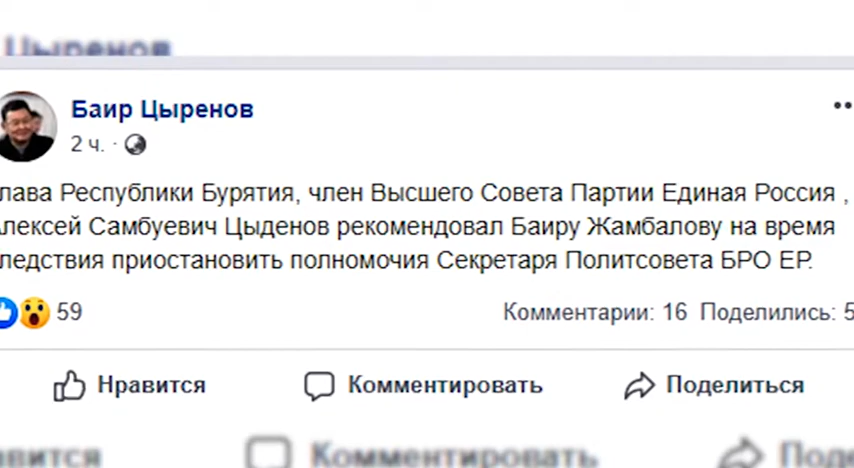 Цыренов
Баир Цыренов
2 ч. ·
лава Республики Бурятия, член Высшего Совета Партии Единая Россия ,
лексей Самбуевич Цыденов рекомендовал Баиру Жамбалову на время
ледствия приостановить полномочия Секретаря Политсовета БРО ЕР.
59 Комментарии: 16 Поделились: 5
Нравится Комментировать Поделиться
авится Комментировать Поде